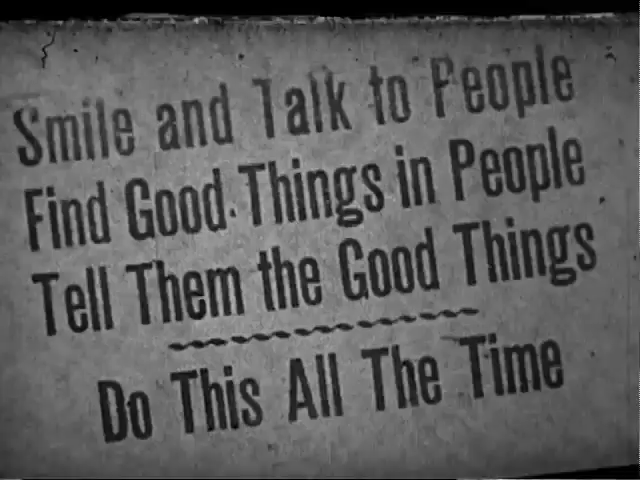 Smile and Talk to People
Find Good Things in People
Tell Them the Good Things
Do This All The Time